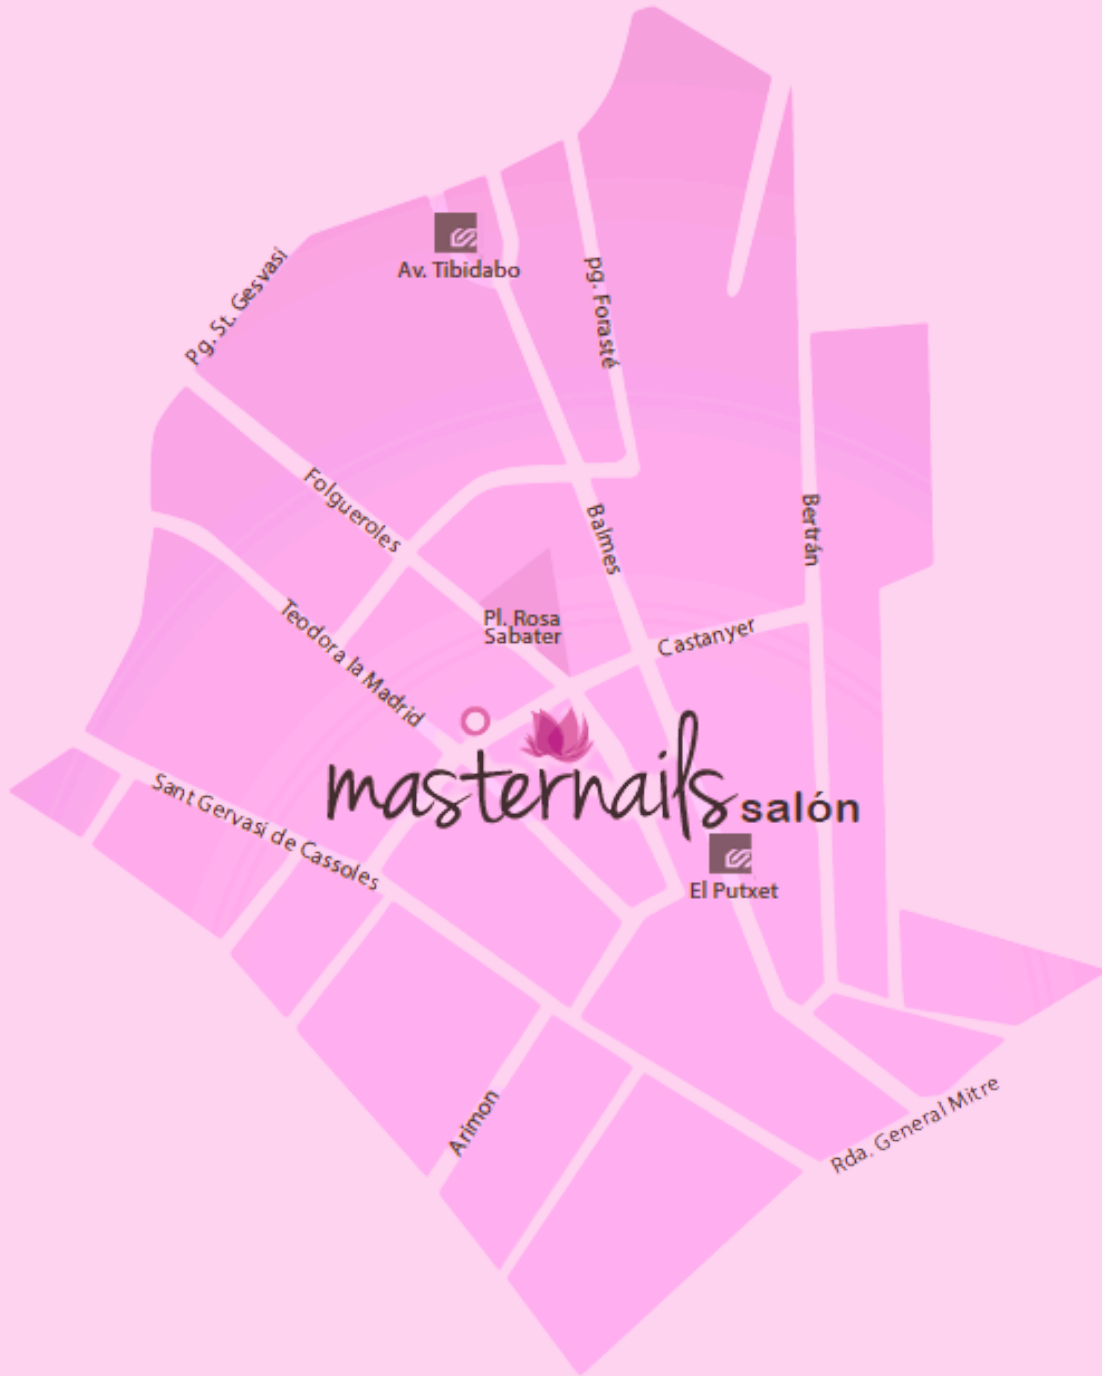 Av. Tibidabo
Pg. St. Gesvasi
pg. Forasté
Folgueroles
Balmes
Bertrán
Teodora la Madrid
Pl. Rosa
Sabater
Castanyer
masternails salón
Sant Gervasi de Cassoles
El Putxet
Arimon
Rda. General Mitre